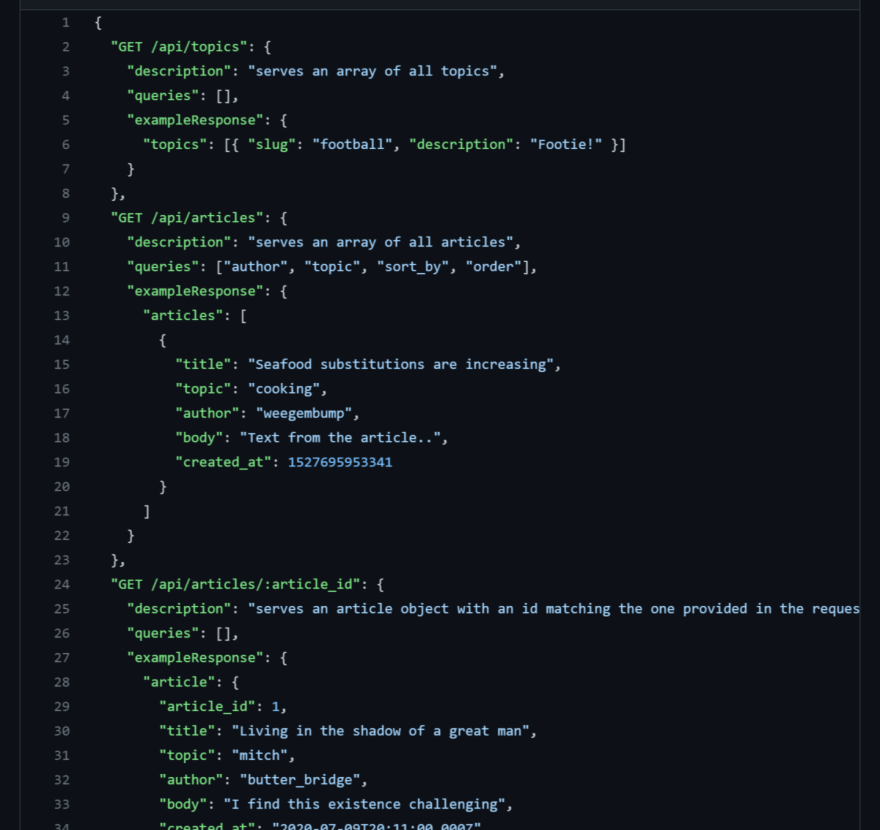 1 {
2 "GET /api/topics": {
3 "description": "serves an array of all topics",
4 "queries": [],
5 "exampleResponse": {
6 "topics": [{ "slug": "football", "description": "Footie!" }]
7 }
8 },
9 "GET /api/articles": {
10 "description": "serves an array of all articles",
11 "queries": ["author", "topic", "sort_by", "order"],
12 "exampleResponse": {
13 "articles": [
14 {
15 "title": "Seafood substitutions are increasing",
16 "topic": "cooking",
17 "author": "weegembump",
18 "body": "Text from the article..",
19 "created_at": 1527695953341
20 }
21 ]
22 }
23 },
24 "GET /api/articles/:article_id": {
25 "description": "serves an article object with an id matching the one provided in the reques
26 "queries": [],
27 "exampleResponse": {
28 "article": {
29 "article_id": 1,
30 "title": "Living in the shadow of a great man",
31 "topic": "mitch",
32 "author": "butter_bridge",
33 "body": "I find this existence challenging",
34 "created_at": "2020-07-09T20:11:00.000Z"